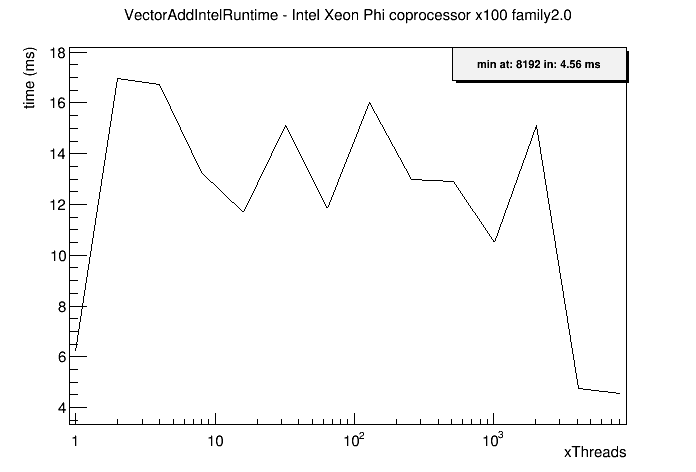 VectorAddIntelRuntime - Intel Xeon Phi coprocessor x100 family2.0
time (ms)
min at: 8192 in: 4.56 ms
18
16
14
12
10
8
6
4
1 10 10² 10³
xThreads